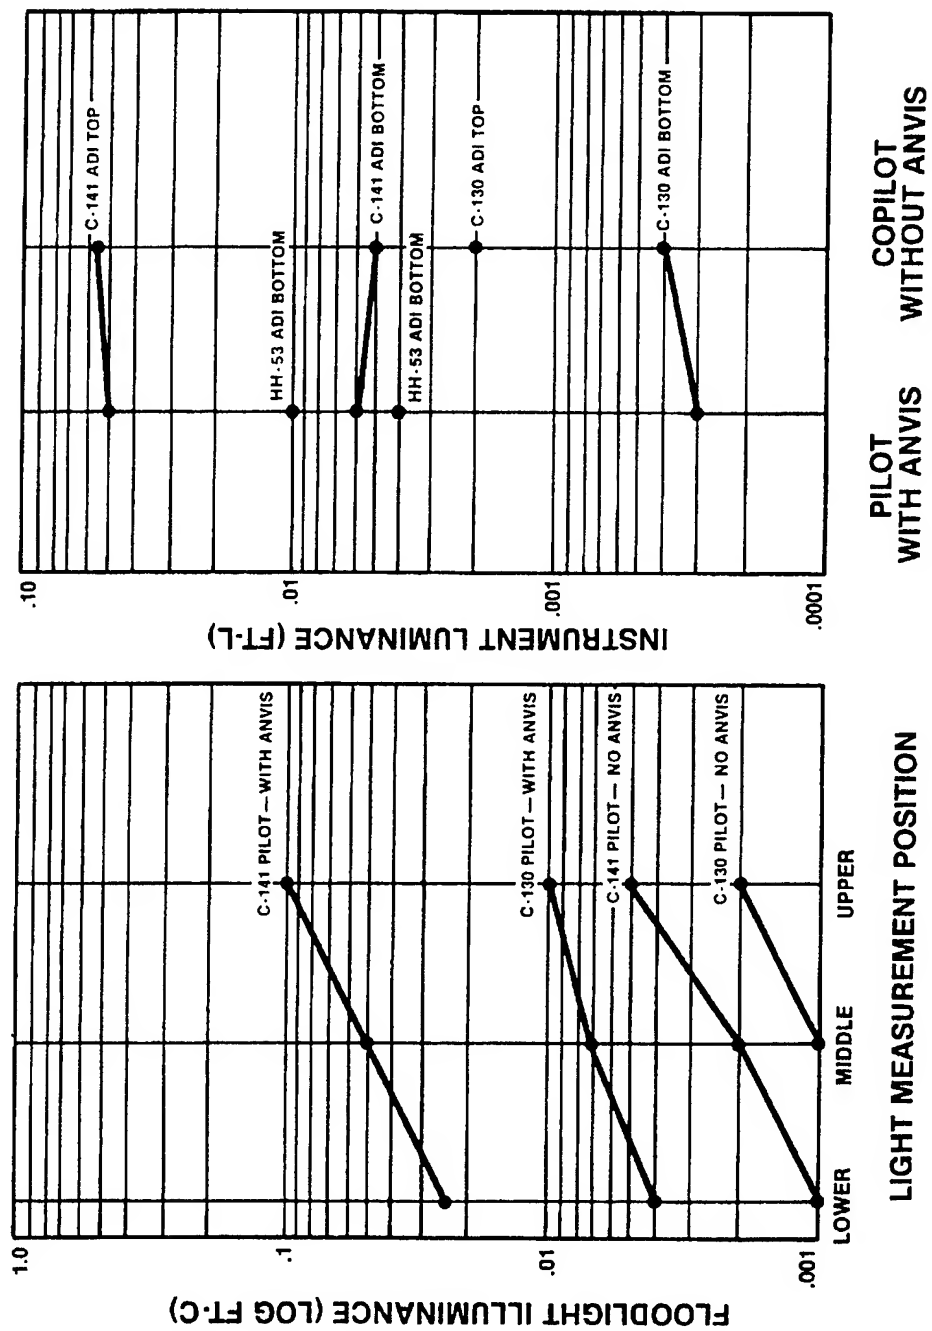 FLOODLIGHT ILLUMINANCE (LOG FT-C)
1.0
.1
.01
.001
C-141 PILOT — WITH ANVIS
C-130 PILOT — WITH ANVIS
C-141 PILOT — NO ANVIS
C-130 PILOT — NO ANVIS
LOWER
MIDDLE
UPPER
LIGHT MEASUREMENT POSITION
INSTRUMENT LUMINANCE (FT-L)
.10
.01
.001
.0001
C-141 ADI TOP
HH-53 ADI BOTTOM
C-141 ADI BOTTOM
HH-53 ADI BOTTOM
C-130 ADI TOP
C-130 ADI BOTTOM
PILOT
WITH ANVIS
COPILOT
WITHOUT ANVIS